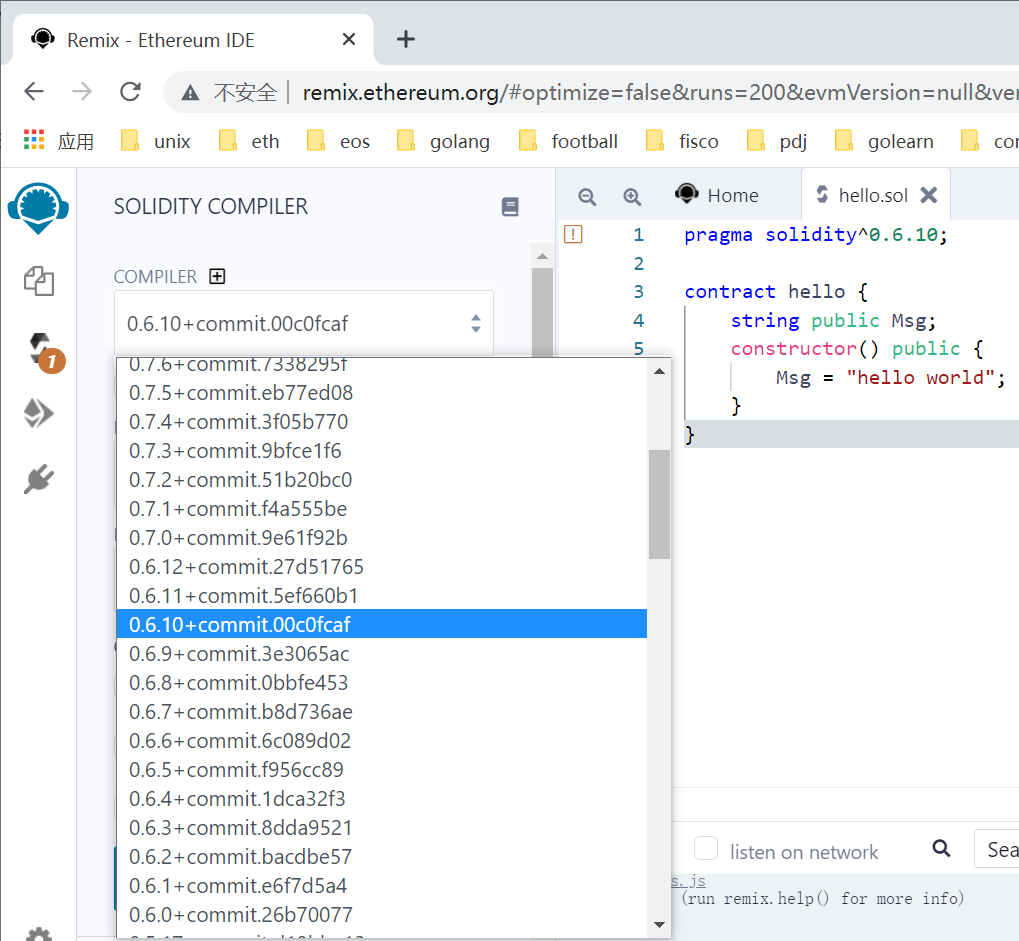 Remix - Ethereum IDE
不安全 remix.ethereum.org/#optimize=false&runs=200&evmVersion=null&ver
应用 unix eth eos golang football fisco pdj golearn
SOLIDITY COMPILER
Home hello.sol
COMPILER
0.6.10+commit.00c0fcaf
1
0.7.6+commit.7338295f
0.7.5+commit.eb77ed08
0.7.4+commit.3f05b770
0.7.3+commit.9bfce1f6
0.7.2+commit.51b20bc0
0.7.1+commit.f4a555be
0.7.0+commit.9e61f92b
0.6.12+commit.27d51765
0.6.11+commit.5ef660b1
0.6.10+commit.00c0fcaf
0.6.9+commit.3e3065ac
0.6.8+commit.0bbfe453
0.6.7+commit.b8d736ae
0.6.6+commit.6c089d02
0.6.5+commit.f956cc89
0.6.4+commit.1dca32f3
0.6.3+commit.8dda9521
0.6.2+commit.bacdbe57
0.6.1+commit.e6f7d5a4
0.6.0+commit.26b70077
1 pragma solidity^0.6.10;
2
3 contract hello {
4 string public Msg;
5 constructor() public {
Msg = "hello world";
}
}
listen on network
Sea
s.js
(run remix.help() for more info)